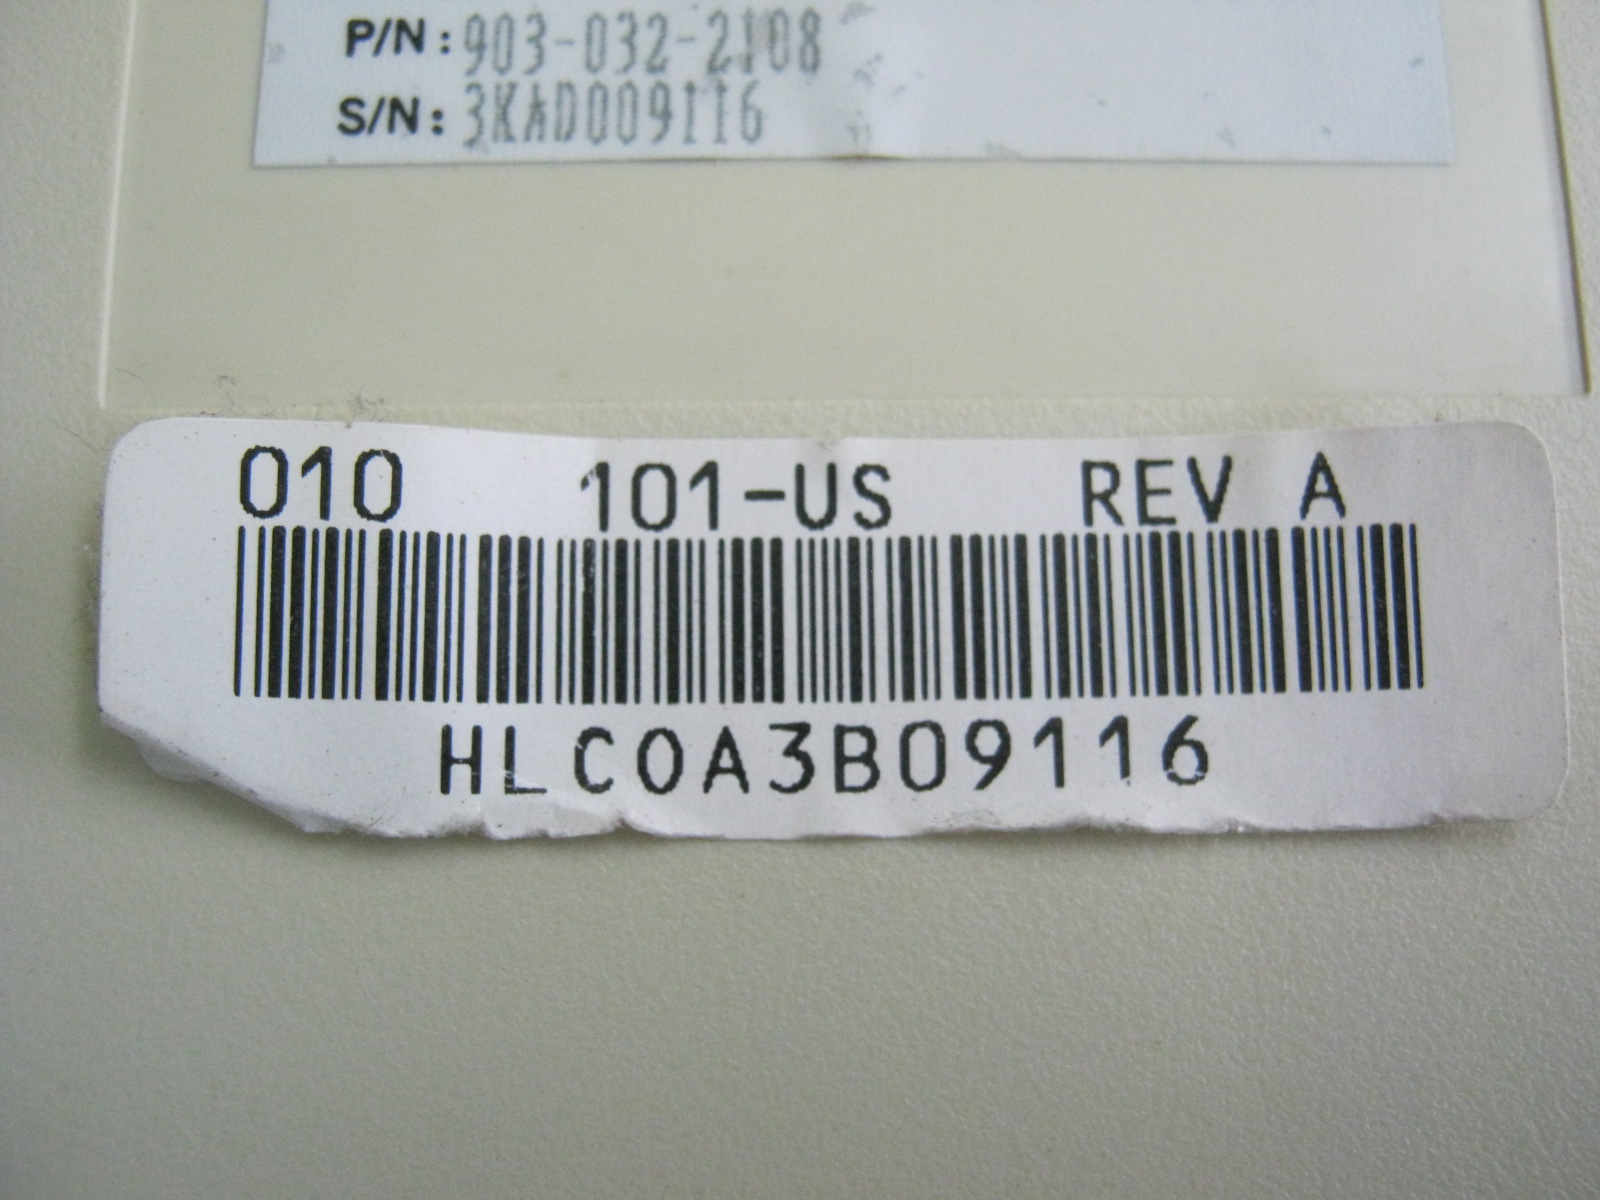 P/N: 903-032-2108
S/N: 3KAD009116
010 101-US REV A
HLC0A3B09116